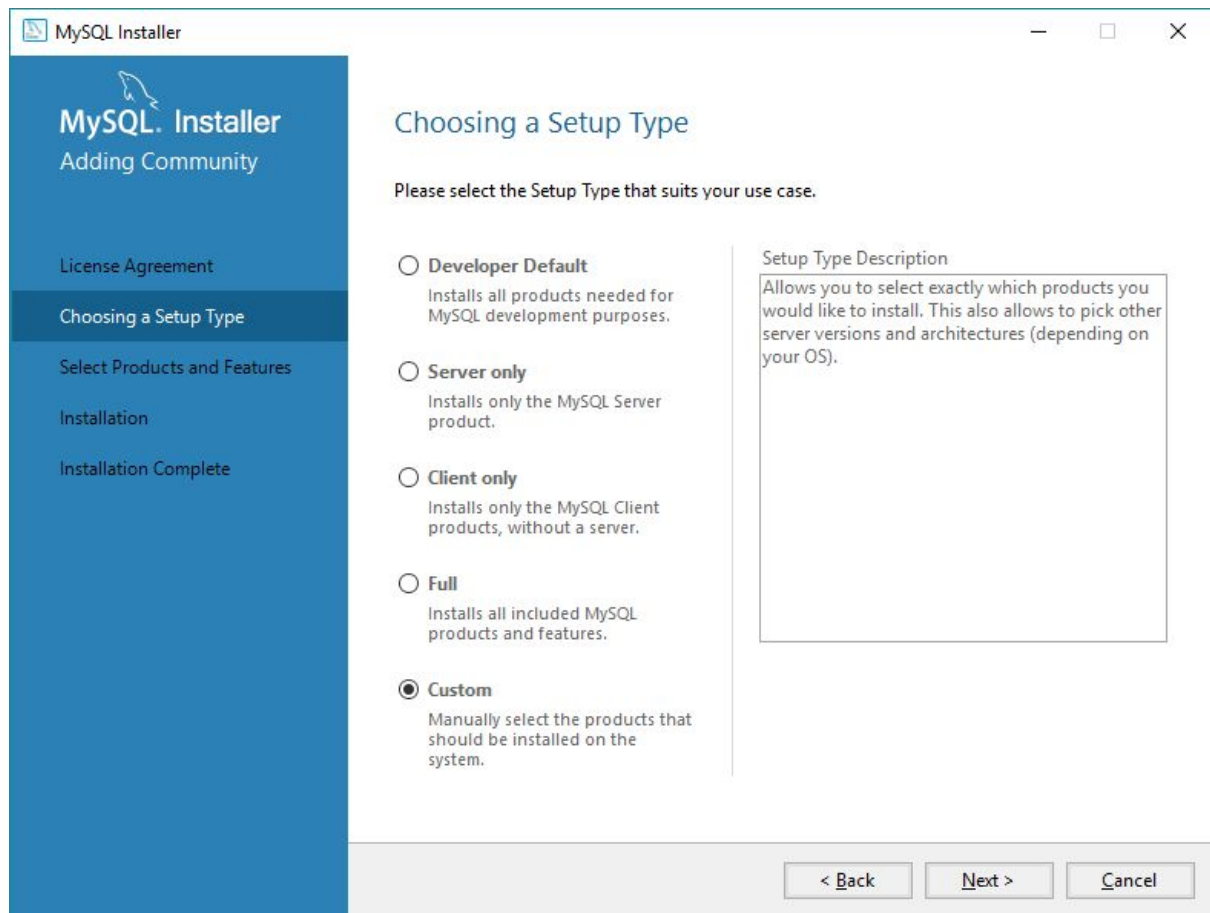 MySQL Installer
MySQL. Installer
Adding Community
License Agreement
Choosing a Setup Type
Select Products and Features
Installation
Installation Complete
Choosing a Setup Type
Please select the Setup Type that suits your use case.
Developer Default
Installs all products needed for
MySQL development purposes.
Server only
Installs only the MySQL Server
product.
Client only
Installs only the MySQL Client
products, without a server.
Full
Installs all included MySQL
products and features.
Custom
Manually select the products that
should be installed on the
system.
Setup Type Description
Allows you to select exactly which products you
would like to install. This also allows to pick other
server versions and architectures (depending on
your OS).
< Back
Next >
Cancel